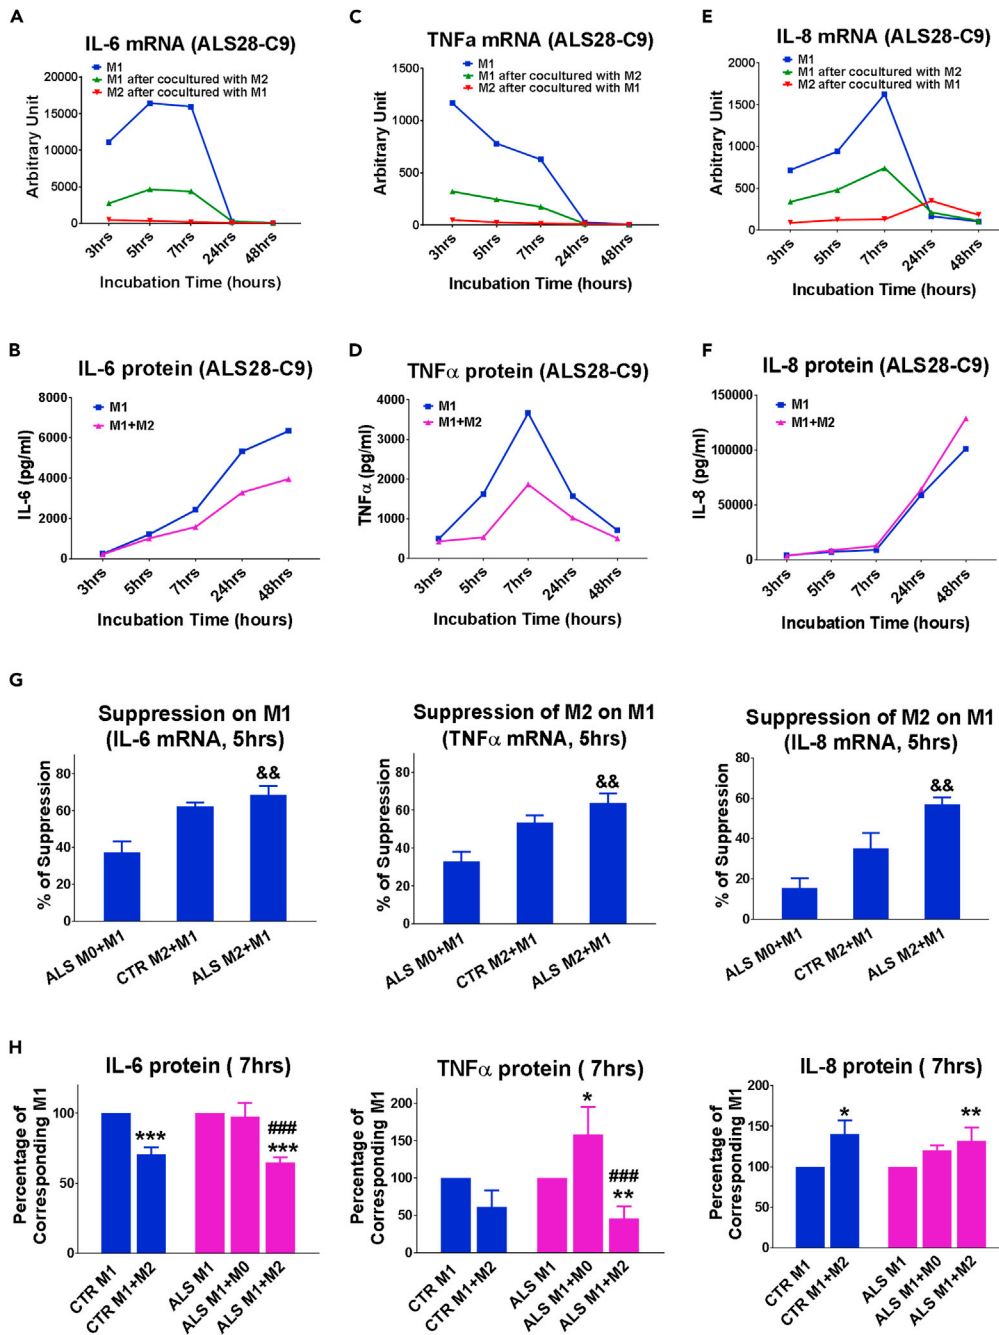 A
IL-6 mRNA (ALS28-C9)
M1
M1 after cocultured with M2
M2 after cocultured with M1
Arbitrary Unit
20000
15000
10000
5000
0
3hrs
5hrs
7hrs
24hrs
48hrs
Incubation Time (hours)
C
TNFa mRNA (ALS28-C9)
M1
M1 after cocultured with M2
M2 after cocultured with M1
Arbitrary Unit
1500
1000
500
0
3hrs
5hrs
7hrs
24hrs
48hrs
Incubation Time (hours)
E
IL-8 mRNA (ALS28-C9)
M1
M1 after cocultured with M2
M2 after cocultured with M1
Arbitrary Unit
2000
1500
1000
500
0
3hrs
5hrs
7hrs
24hrs
48hrs
Incubation Time (hours)
B
IL-6 protein (ALS28-C9)
M1
M1+M2
IL-6 (pg/ml)
8000
6000
4000
2000
0
3hrs
5hrs
7hrs
24hrs
48hrs
Incubation Time (hours)
D
TNFα protein (ALS28-C9)
M1
M1+M2
TNFα (pg/ml)
4000
3000
2000
1000
0
3hrs
5hrs
7hrs
24hrs
48hrs
Incubation Time (hours)
F
IL-8 protein (ALS28-C9)
M1
M1+M2
IL-8 (pg/ml)
150000
100000
50000
0
3hrs
5hrs
7hrs
24hrs
48hrs
Incubation Time (hours)
G
Suppression on M1
(IL-6 mRNA, 5hrs)
% of Suppression
80
60
40
20
0
&&
ALS M0+M1
CTR M2+M1
ALS M2+M1
Suppression of M2 on M1
(TNFα mRNA, 5hrs)
% of Suppression
80
60
40
20
0
&&
ALS M0+M1
CTR M2+M1
ALS M2+M1
Suppression of M2 on M1
(IL-8 mRNA, 5hrs)
% of Suppression
80
60
40
20
0
&&
ALS M0+M1
CTR M2+M1
ALS M2+M1
H
IL-6 protein ( 7hrs)
Percentage of
Corresponding M1
100
50
0
***
###
***
CTR M1
CTR M1+M2
ALS M1
ALS M1+M0
ALS M1+M2
TNFα protein ( 7hrs)
Percentage of
Corresponding M1
200
150
100
50
0
*
###
**
CTR M1
CTR M1+M2
ALS M1
ALS M1+M0
ALS M1+M2
IL-8 protein ( 7hrs)
Percentage of
Corresponding M1
200
150
100
50
0
*
**
CTR M1
CTR M1+M2
ALS M1
ALS M1+M0
ALS M1+M2